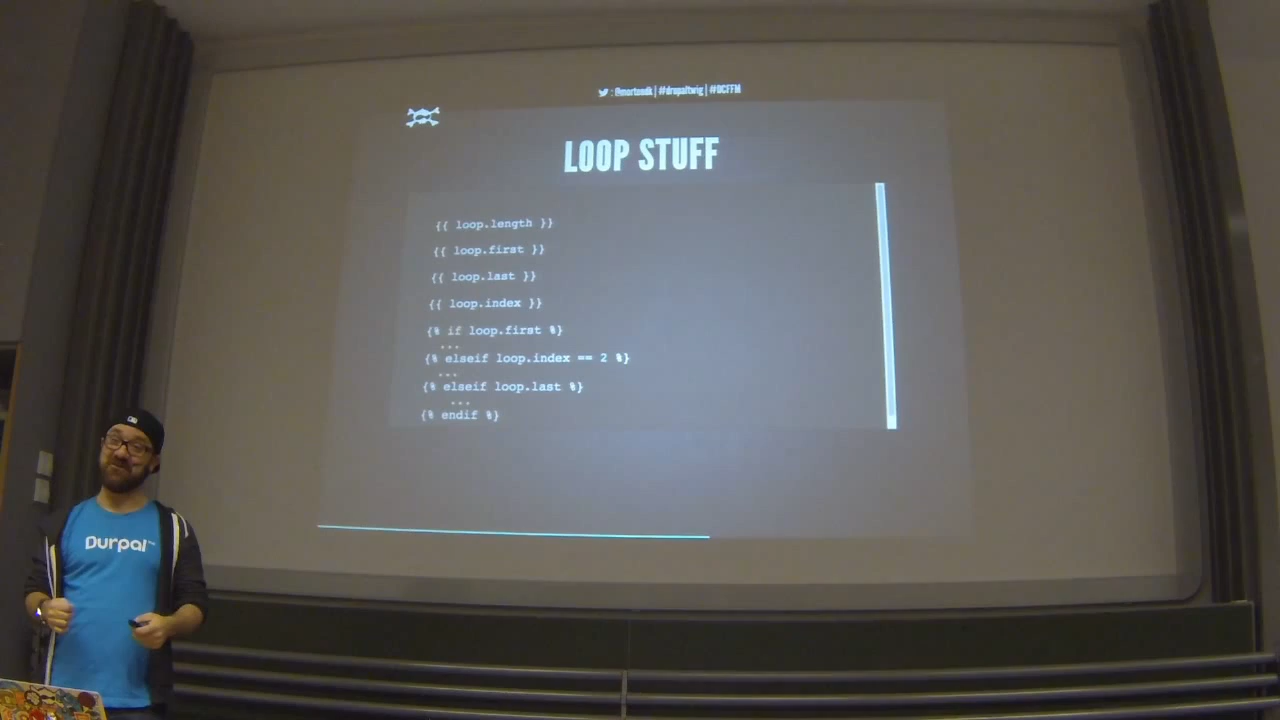 : @mortendk | #drupaltwig | #DCFFM
LOOP STUFF
{{ loop.length }}
{{ loop.first }}
{{ loop.last }}
{{ loop.index }}
{% if loop.first %}
...
{% elseif loop.index == 2 %}
...
{% elseif loop.last %}
...
{% endif %}
Durpal